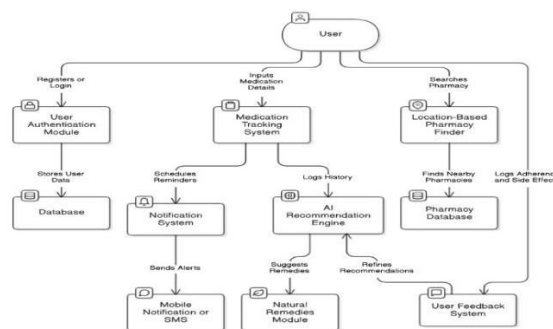 User
Registers or
Login
Inputs
Medication
Details
Searches
Pharmacy
User
Authentication
Module
Medication
Tracking
System
Location-Based
Pharmacy
Finder
Stores User
Data
Schedules
Reminders
Logs History
Finds Nearby
Pharmacies
Logs Adheren
and Side Effec
Database
Notification
System
AI
Recommendation
Engine
Pharmacy
Database
Sends Alerts
Suggests
Remedies
Refines
Recommendations
Mobile
Notification or
SMS
Natural
Remedies
Module
User Feedback
System